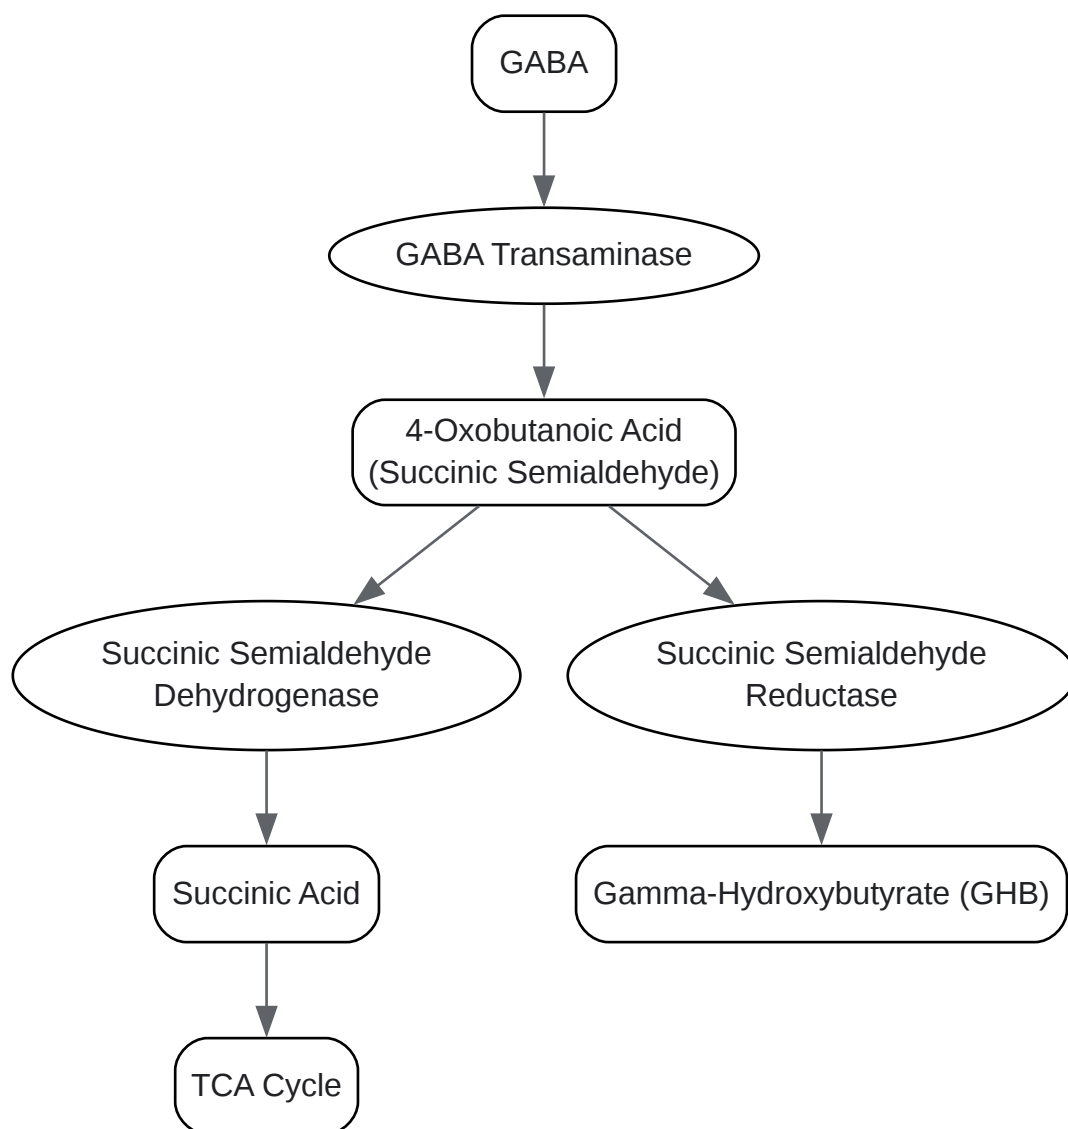 GABA
GABA Transaminase
4-Oxobutanoic Acid
(Succinic Semialdehyde)
Succinic Semialdehyde
Dehydrogenase
Succinic Semialdehyde
Reductase
Succinic Acid
Gamma-Hydroxybutyrate (GHB)
TCA Cycle